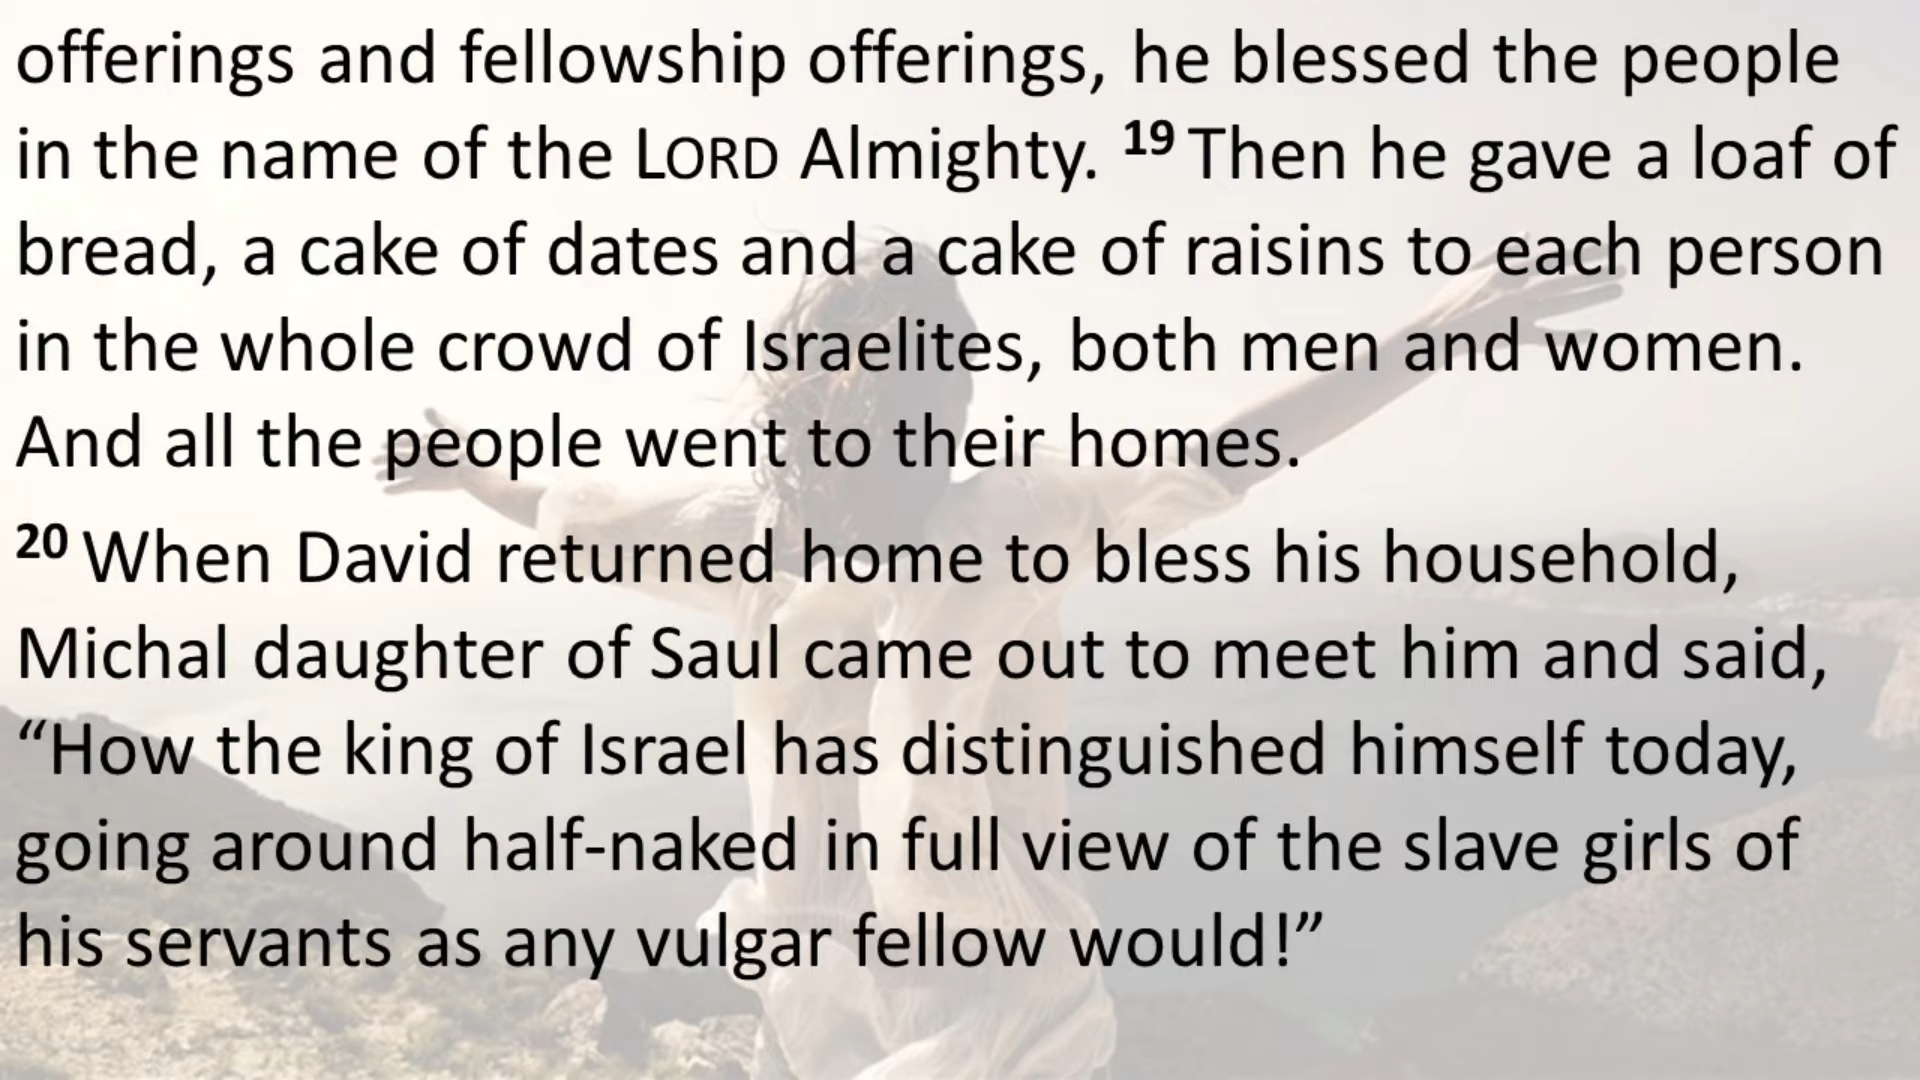 offerings and fellowship offerings, he blessed the people
in the name of the LORD Almighty. 19 Then he gave a loaf of
bread, a cake of dates and a cake of raisins to each person
in the whole crowd of Israelites, both men and women.
And all the people went to their homes.
20 When David returned home to bless his household,
Michal daughter of Saul came out to meet him and said,
“How the king of Israel has distinguished himself today,
going around half-naked in full view of the slave girls of
his servants as any vulgar fellow would!”